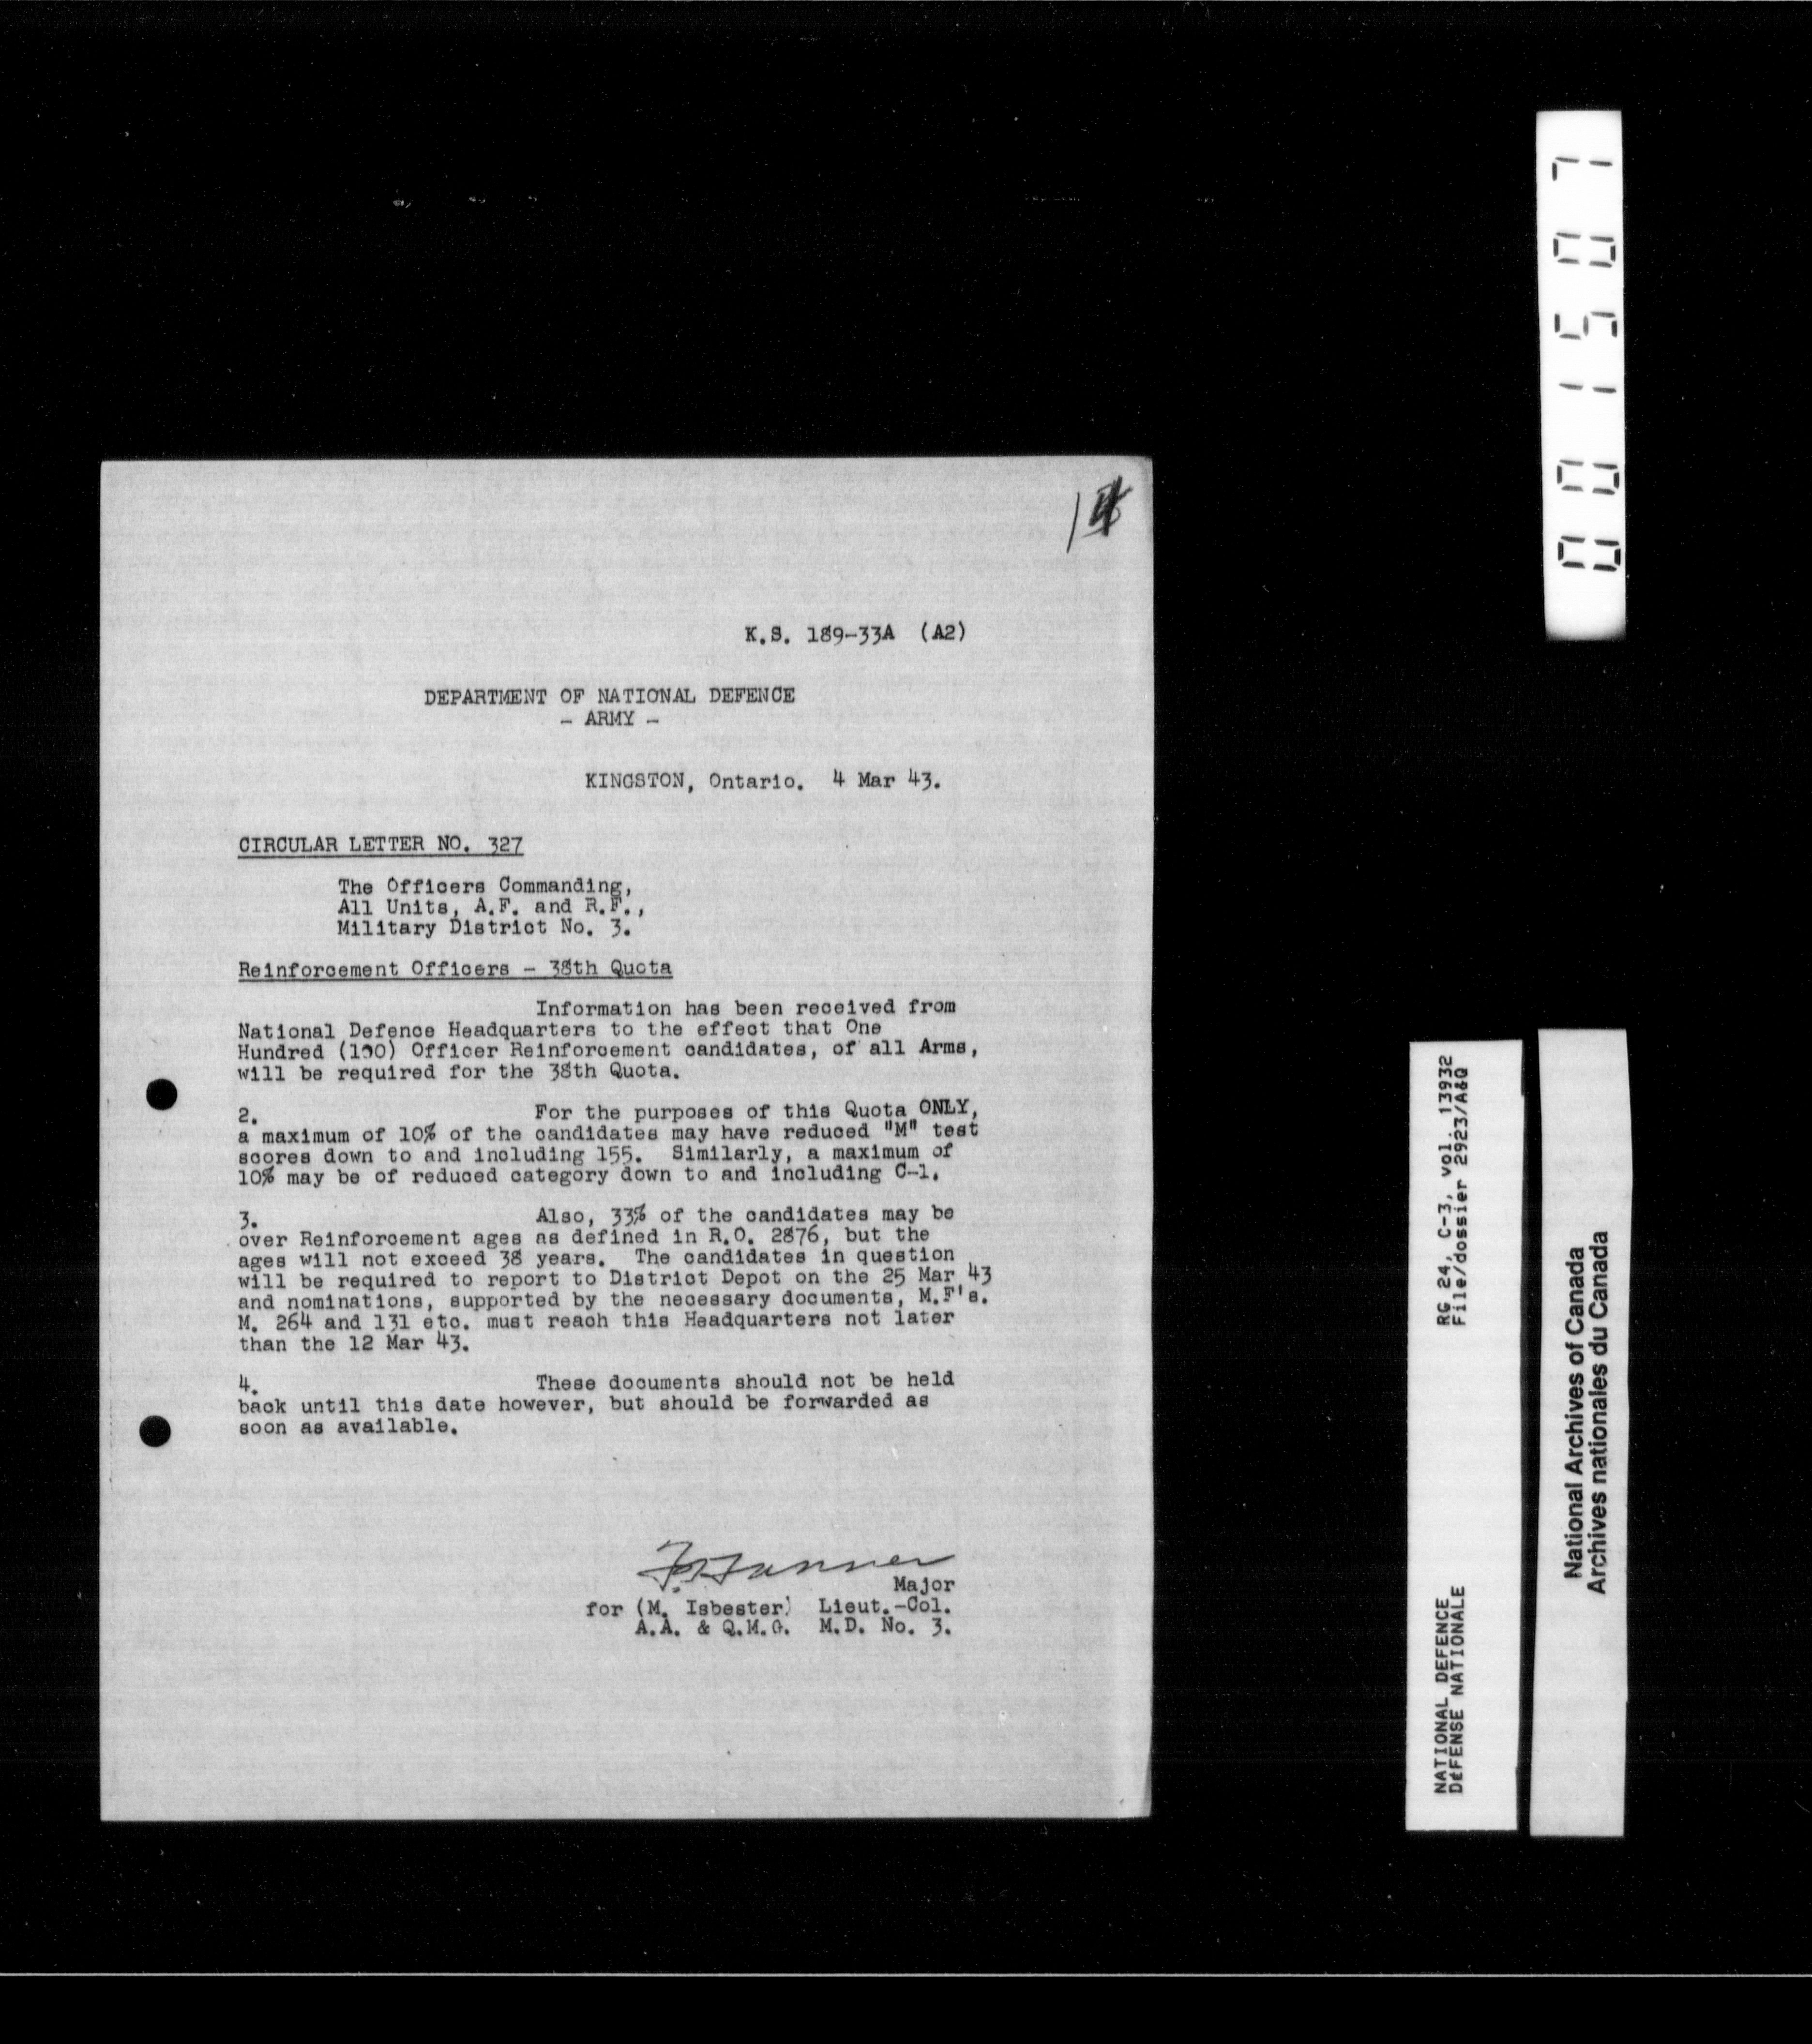 K.S. 189-33A (A2)
DEPARTMENT OF NATIONAL DEFENCE
- ARMY -
KINGSTON, Ontario. 4 Mar 43.
CIRCULAR LETTER NO. 327
The Officers Commanding,
All Units, A.F. and R.F.,
Military District No. 3.
Reinforcement Officers - 38th Quota
Information has been received from
National Defence Headquarters to the effect that One
Hundred (100) Officer Reinforcement candidates, of all Arms,
will be required for the 38th Quota.
2. For the purposes of this Quota ONLY,
a maximum of 10% of the candidates may have reduced "M" test
scores down to and including 155. Similarly, a maximum of
10% may be of reduced category down to and including C-1.
3. Also, 33% of the candidates may be
over Reinforcement ages as defined in R.O. 2876, but the
ages will not exceed 38 years. The candidates in question
will be required to report to District Depot on the 25 Mar 43
and nominations, supported by the necessary documents, M.F's.
M. 264 and 131 etc. must reach this Headquarters not later
than the 12 Mar 43.
4. These documents should not be held
back until this date however, but should be forwarded as
soon as available.
Major
for (M. Isbester) Lieut.-Col.
A.A. & Q.M.G. M.D. No. 3.
001507
NATIONAL DEFENCE RG 24, C-3, vol. 13932
DÉFENSE NATIONALE File/dossier 2923/A&Q
National Archives of Canada
Archives nationales du Canada